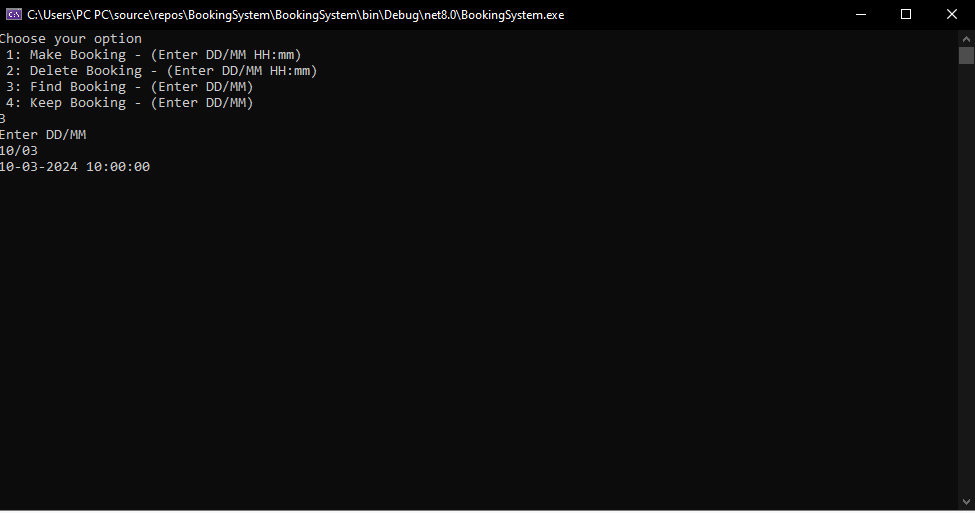 C:\Users\PC PC\source\repos\BookingSystem\BookingSystem\bin\Debug\net8.0\BookingSystem.exe
Choose your option
1: Make Booking - (Enter DD/MM HH:mm)
2: Delete Booking - (Enter DD/MM HH:mm)
3: Find Booking - (Enter DD/MM)
4: Keep Booking - (Enter DD/MM)
3
Enter DD/MM
10/03
10-03-2024 10:00:00